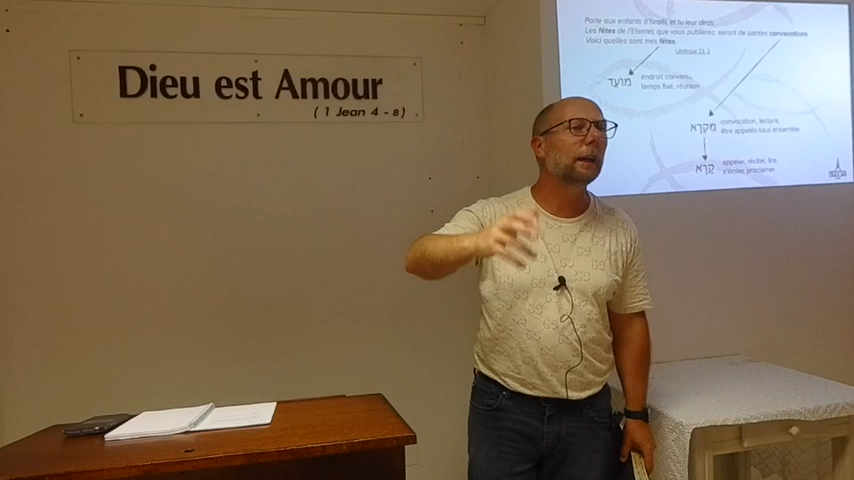 Dieu est Amour
( 1 Jean 4 - 8 )
Parle aux enfants d'Israël, et tu leur diras:
Les fêtes de l'Eternel, que vous publierez, seront de saintes convocations.
Voici quelles sont mes fêtes.
Lévitique 23. 2
מוֹעֵד
endroit convenu,
temps fixé, réunion
מִקְרָא
convocation, lecture,
être appelés tous ensemble
קָרָא
appeler, réciter, lire,
s'écrier, proclamer